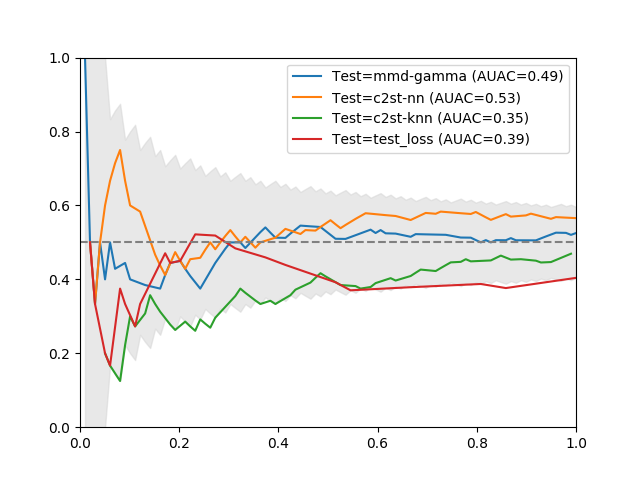 1.0
0.8
0.6
0.4
0.2
0.0
Test=mmd-gamma (AUAC=0.49)
Test=c2st-nn (AUAC=0.53)
Test=c2st-knn (AUAC=0.35)
Test=test_loss (AUAC=0.39)
0.0 0.2 0.4 0.6 0.8 1.0